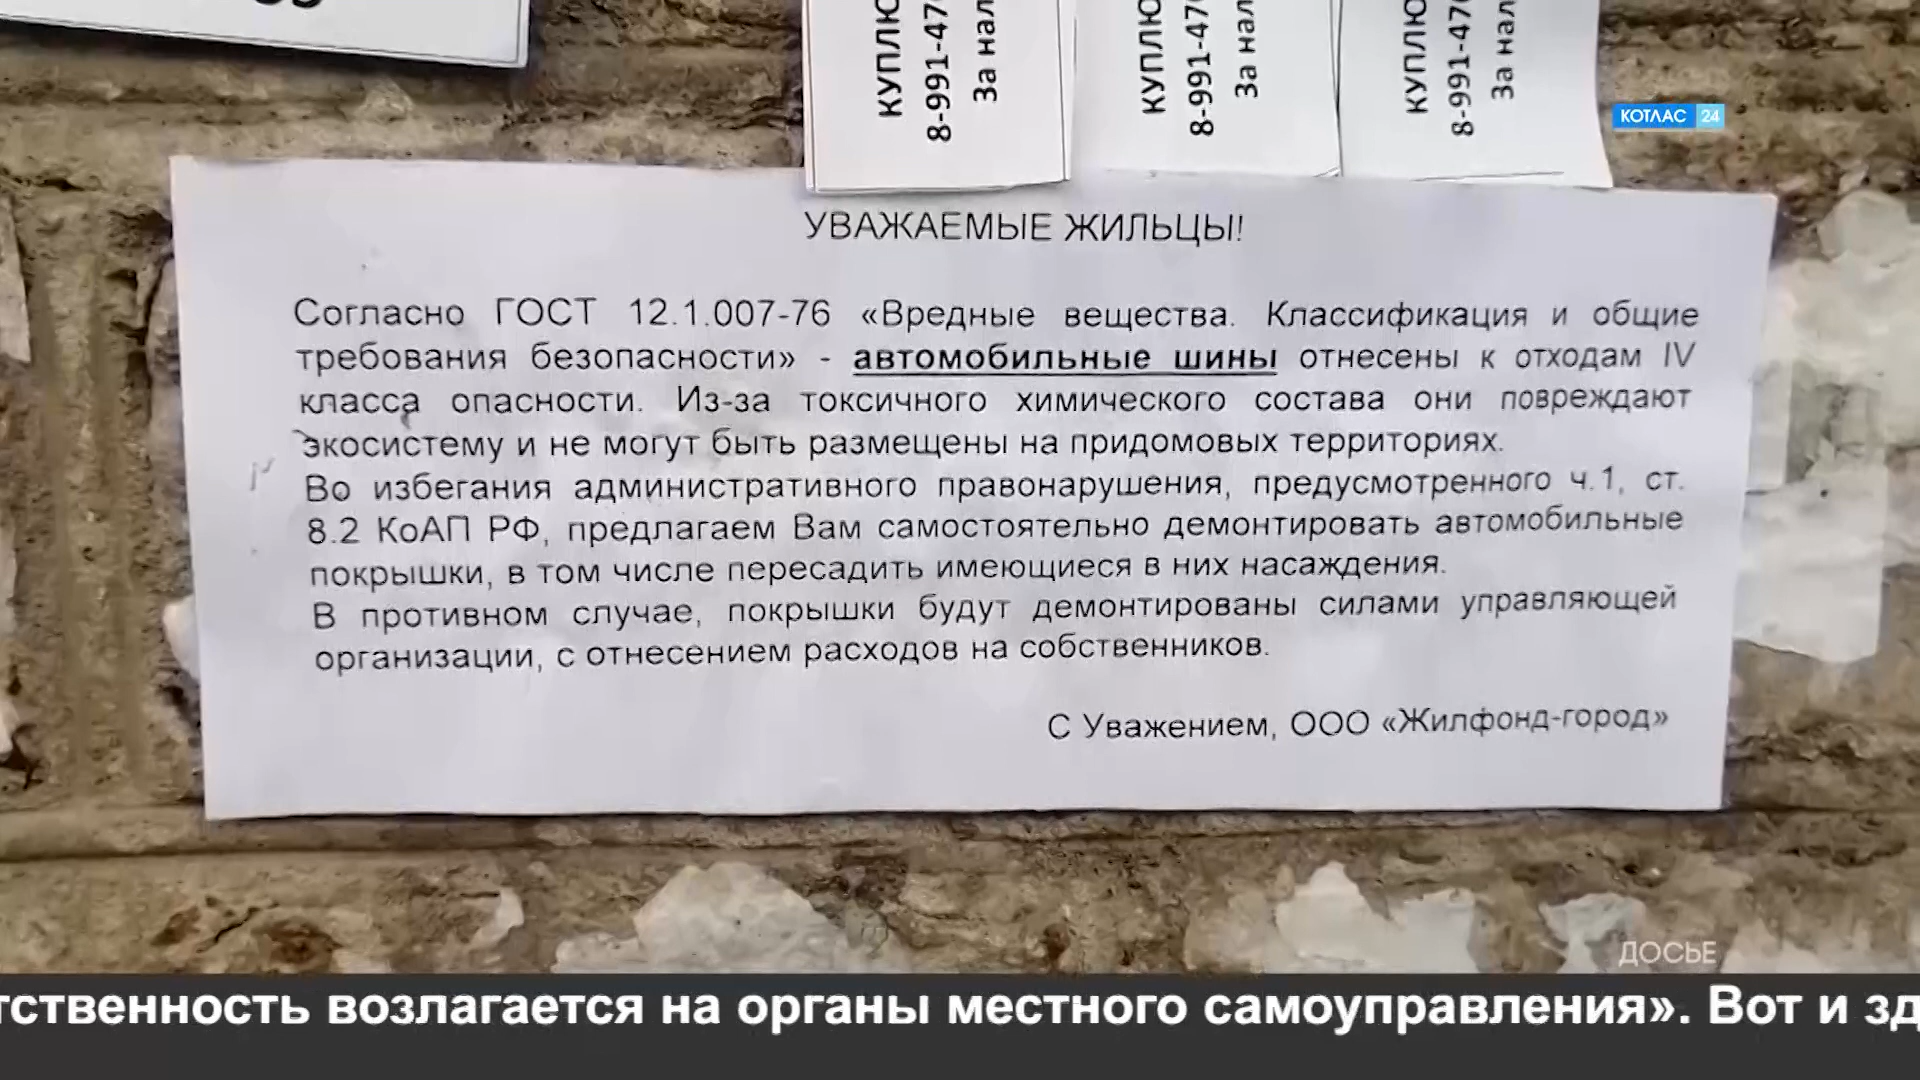 КУПЛЮ
8-991-470
За нал
КУПЛЮ
8-991-470
За нал
КУПЛЮ
8-991-470
За нал
КОТЛАС 24
УВАЖАЕМЫЕ ЖИЛЬЦЫ!
Согласно ГОСТ 12.1.007-76 «Вредные вещества. Классификация и общие
требования безопасности» - автомобильные шины отнесены к отходам IV
класса опасности. Из-за токсичного химического состава они повреждают
экосистему и не могут быть размещены на придомовых территориях.
Во избегания административного правонарушения, предусмотренного ч.1, ст.
8.2 КоАП РФ, предлагаем Вам самостоятельно демонтировать автомобильные
покрышки, в том числе пересадить имеющиеся в них насаждения.
В противном случае, покрышки будут демонтированы силами управляющей
организации, с отнесением расходов на собственников.
С Уважением, ООО «Жилфонд-город»
ДОСЬЕ
тственность возлагается на органы местного самоуправления». Вот и зд